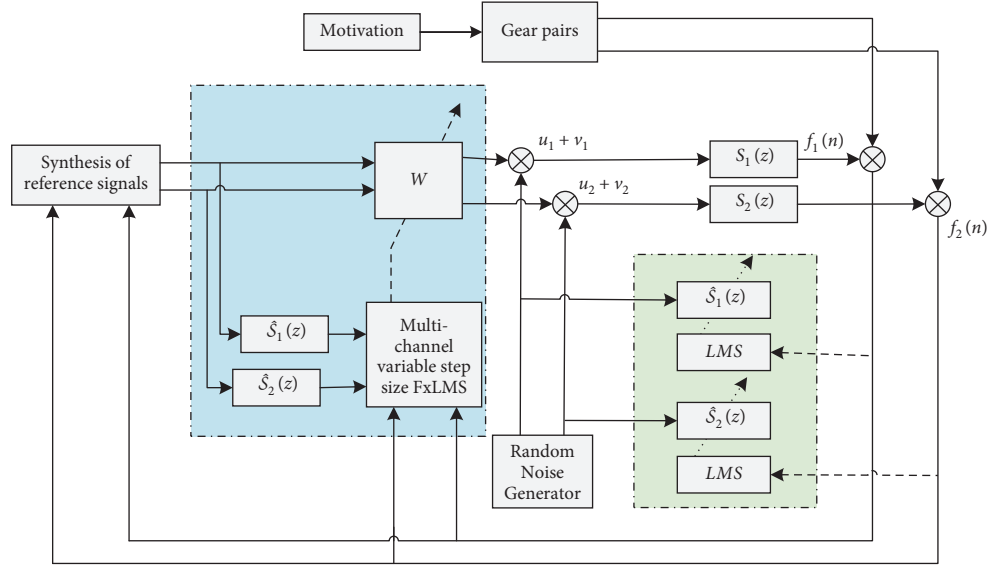 Motivation
Gear pairs
Synthesis of
reference signals
W
u₁ + v₁
S₁(z)
f₁(n)
u₂ + v₂
S₂(z)
f₂(n)
Ŝ₁(z)
Ŝ₂(z)
Multi-
channel
variable step
size FxLMS
Random
Noise
Generator
Ŝ₁(z)
LMS
Ŝ₂(z)
LMS